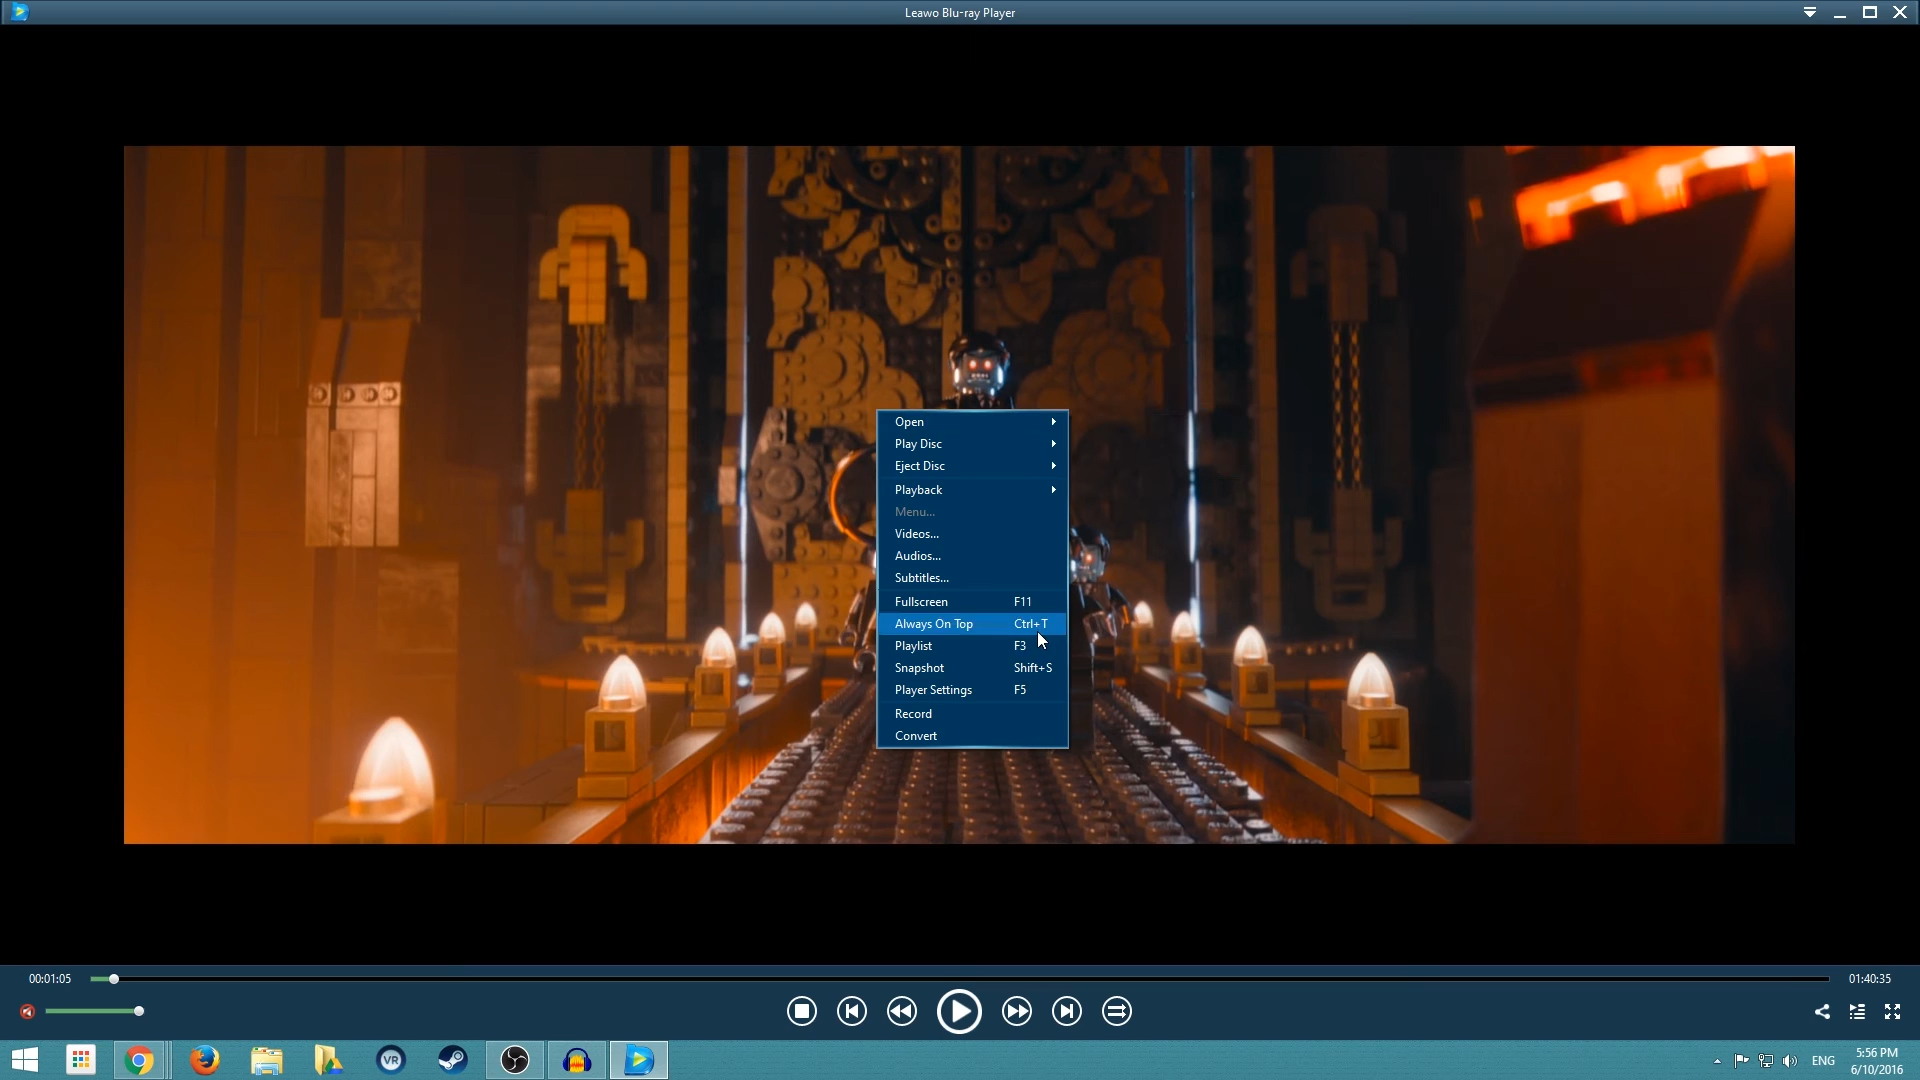 Leawo Blu-ray Player
Open
Play Disc
Eject Disc
Playback
Menu...
Videos...
Audios...
Subtitles...
Fullscreen F11
Always On Top Ctrl+T
Playlist F3
Snapshot Shift+S
Player Settings F5
Record
Convert
00:01:05
01:40:35
VR
ENG
5:56 PM
6/10/2016